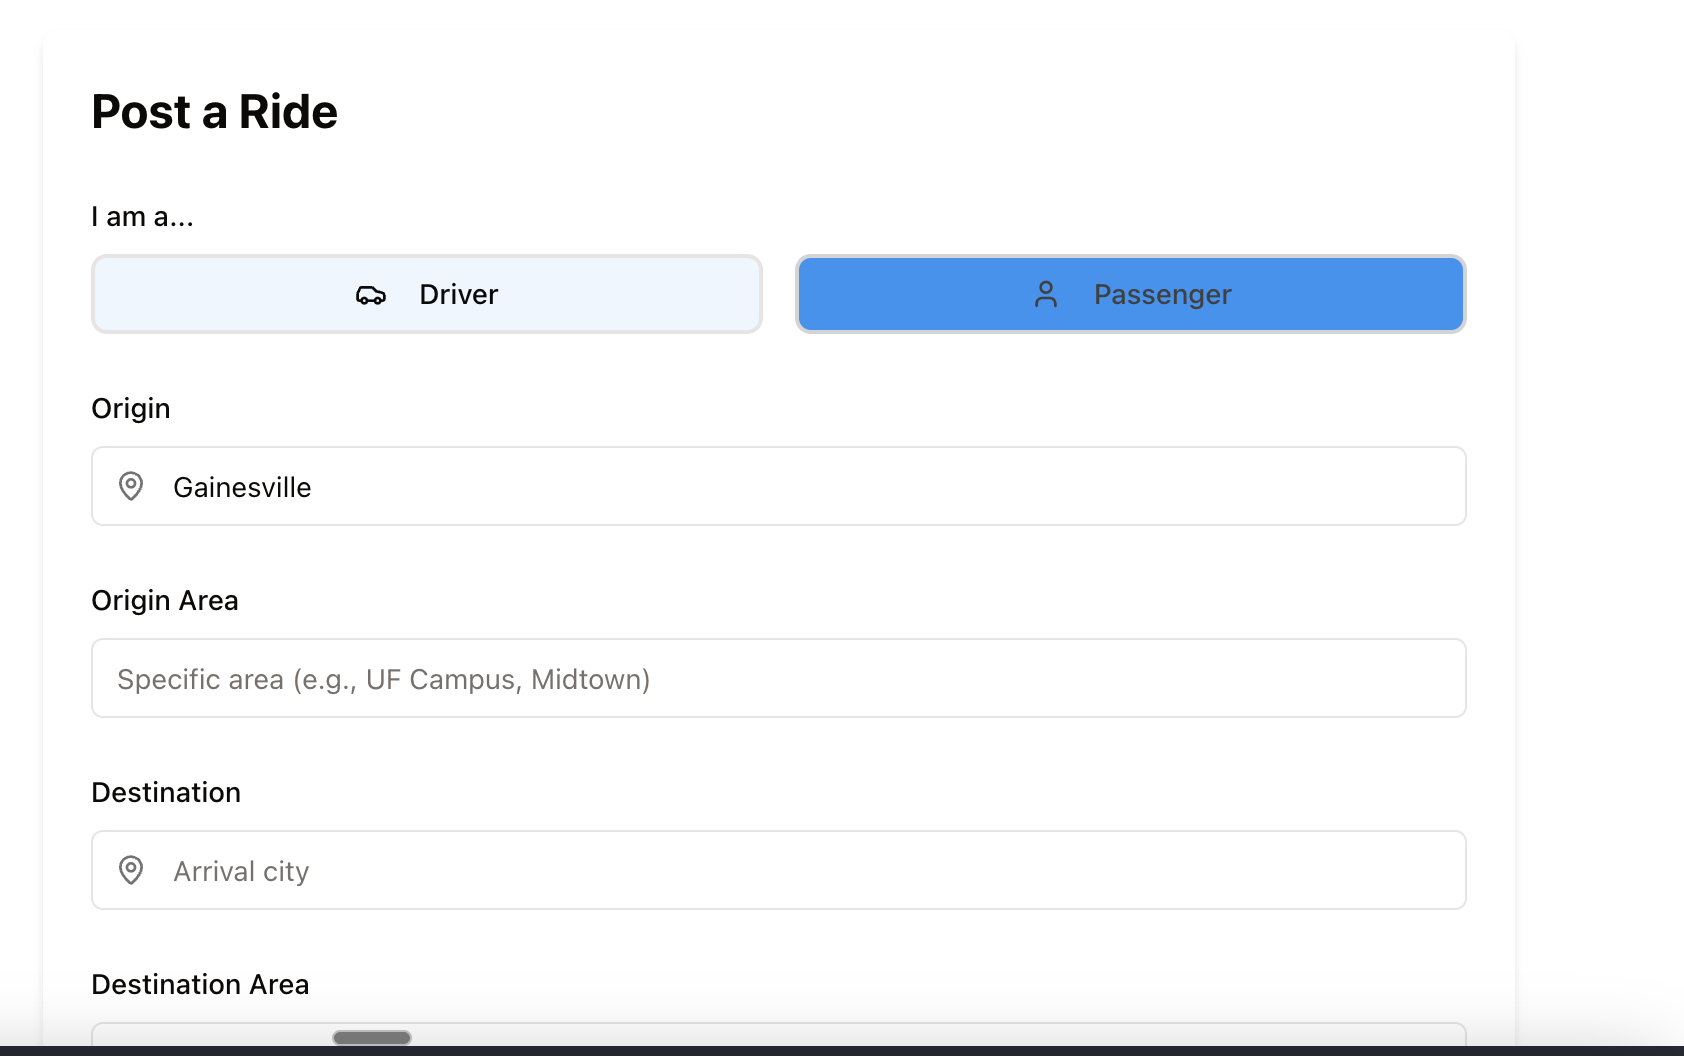 Post a Ride
I am a...
Driver
Passenger
Origin
Gainesville
Origin Area
Specific area (e.g., UF Campus, Midtown)
Destination
Arrival city
Destination Area